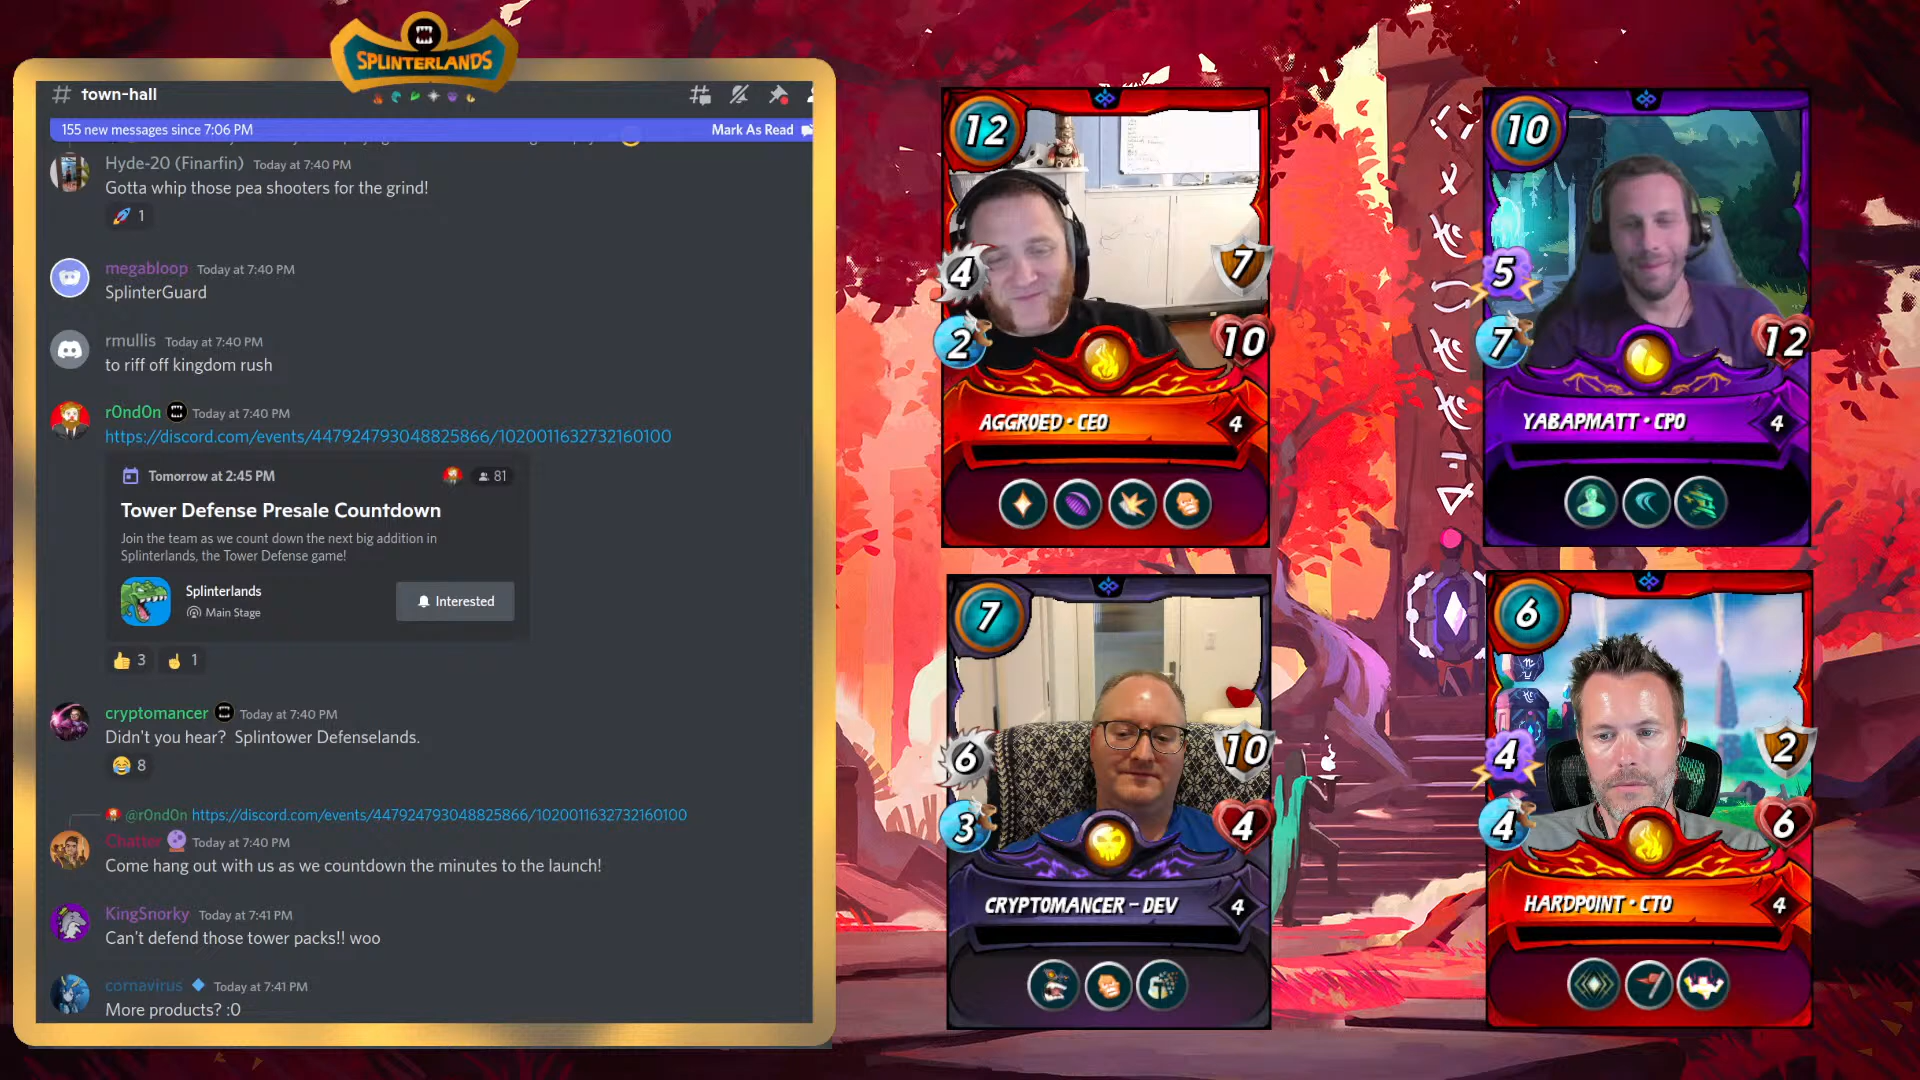 SPLINTERLANDS
# town-hall
155 new messages since 7:06 PM Mark As Read
Hyde-20 (Finarfin) Today at 7:40 PM
Gotta whip those pea shooters for the grind!
1
megabloop Today at 7:40 PM
SplinterGuard
rmullis Today at 7:40 PM
to riff off kingdom rush
r0nd0n Today at 7:40 PM
https://discord.com/events/447924793048825866/1020011632732160100
Tomorrow at 2:45 PM 81
Tower Defense Presale Countdown
Join the team as we count down the next big addition in
Splinterlands, the Tower Defense game!
Splinterlands
Main Stage
Interested
3 1
cryptomancer Today at 7:40 PM
Didn't you hear? Splintower Defenselands.
8
@r0nd0n https://discord.com/events/447924793048825866/1020011632732160100
Chatter Today at 7:40 PM
Come hang out with us as we countdown the minutes to the launch!
KingSnorky Today at 7:41 PM
Can't defend those tower packs!! woo
cornavirus Today at 7:41 PM
More products? :0
12
4
7
2
10
AGGROED • CEO
4
10
5
7
12
YABAPMATT • CPO
4
7
6
10
3
4
CRYPTOMANCER - DEV
4
6
4
2
4
6
HARDPOINT • CTO
4